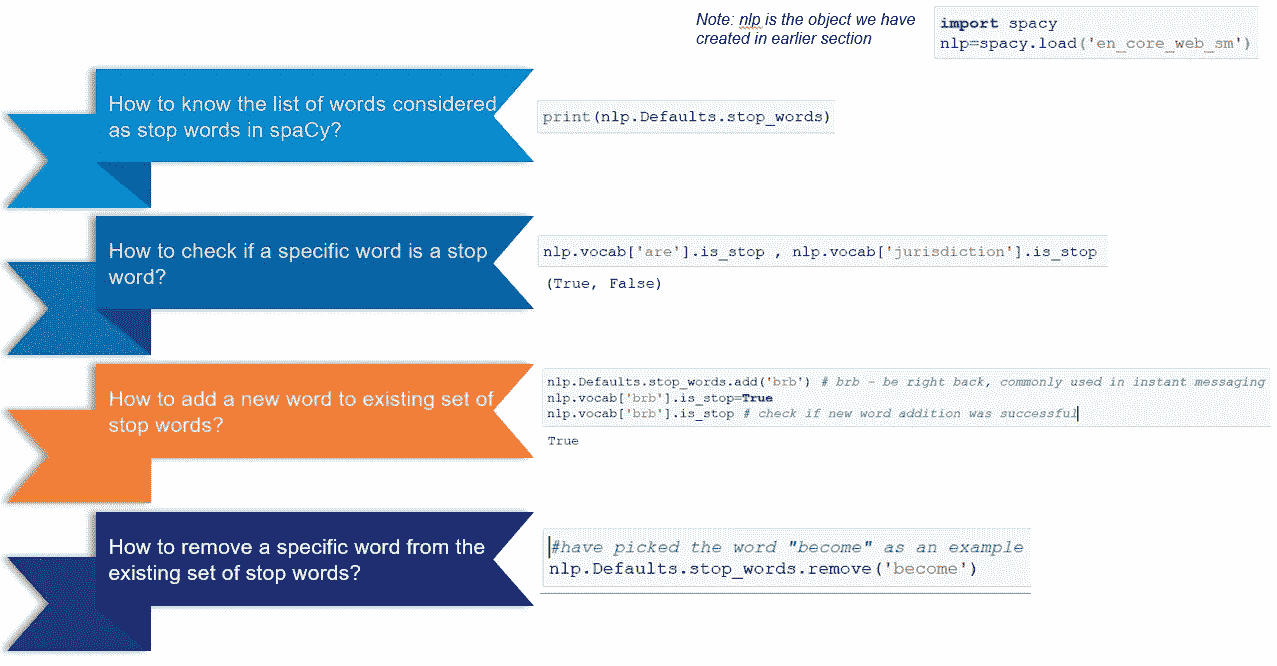 Note: nlp is the object we have
created in earlier section
import spacy
nlp=spacy.load('en_core_web_sm')
How to know the list of words considered
as stop words in spaCy?
print(nlp.Defaults.stop_words)
How to check if a specific word is a stop
word?
nlp.vocab['are'].is_stop , nlp.vocab['jurisdiction'].is_stop
(True, False)
How to add a new word to existing set of
stop words?
nlp.Defaults.stop_words.add('brb') # brb - be right back, commonly used in instant messaging
nlp.vocab['brb'].is_stop=True
nlp.vocab['brb'].is_stop # check if new word addition was successful
True
How to remove a specific word from the
existing set of stop words?
#have picked the word "become" as an example
nlp.Defaults.stop_words.remove('become')